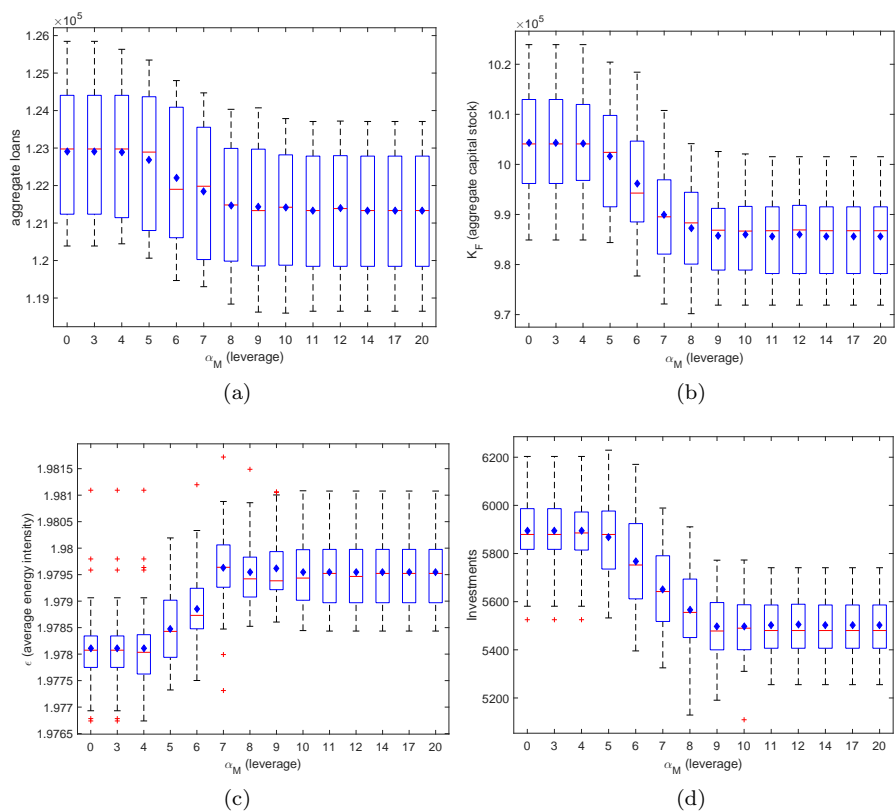 ×10⁵
1.26
1.25
1.24
1.23
1.22
1.21
1.2
1.19
aggregate loans
0 3 4 5 6 7 8 9 10 11 12 14 17 20
α_M (leverage)
(a)
×10⁵
10.2
10.1
10
9.9
9.8
9.7
K_F (aggregate capital stock)
0 3 4 5 6 7 8 9 10 11 12 14 17 20
α_M (leverage)
(b)
1.9815
1.981
1.9805
1.98
1.9795
1.979
1.9785
1.978
1.9775
1.977
1.9765
ϵ (average energy intensity)
0 3 4 5 6 7 8 9 10 11 12 14 17 20
α_M (leverage)
(c)
6200
6000
5800
5600
5400
5200
Investments
0 3 4 5 6 7 8 9 10 11 12 14 17 20
α_M (leverage)
(d)